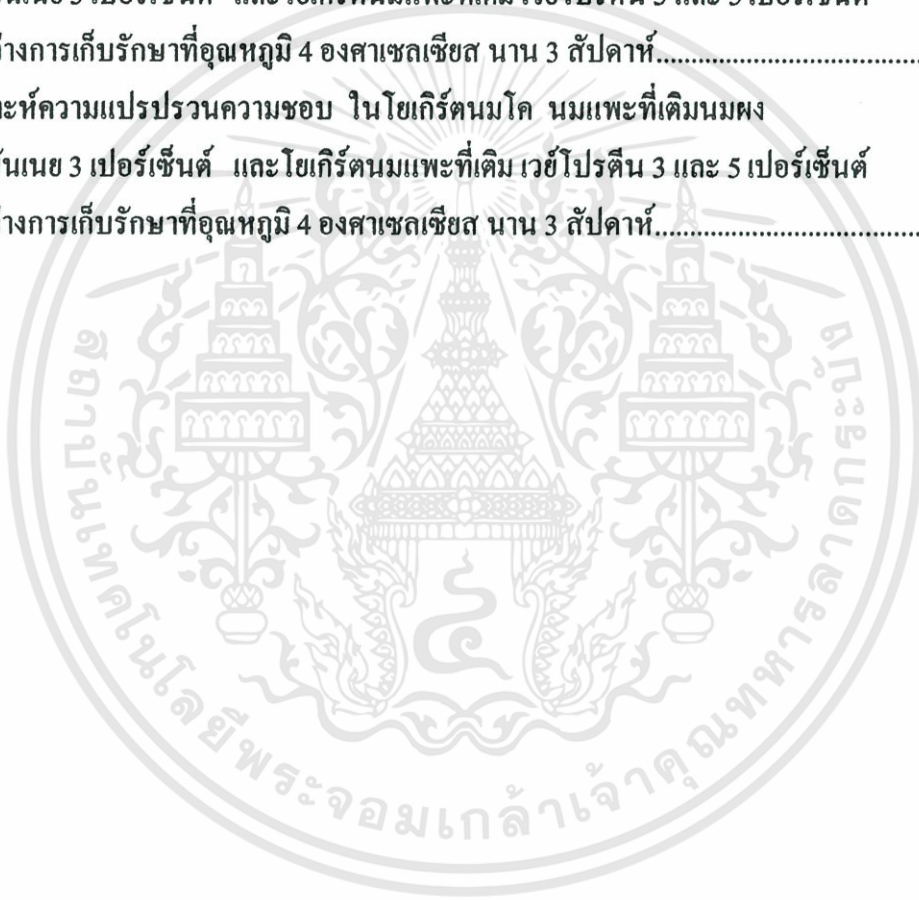 ่างการเก็บรักษาที่อุณหภูมิ 4 องศาเซลเซียส นาน 3 สัปดาห์......................................
ะห์ความแปรปรวนความชอบ ในโยเกิร์ตนมโค นมแพะที่เติมนมผง
ันเนย 3 เปอร์เซ็นต์ และโยเกิร์ตนมแพะที่เติม เวย์โปรตีน 3 และ 5 เปอร์เซ็นต์
่างการเก็บรักษาที่อุณหภูมิ 4 องศาเซลเซียส นาน 3 สัปดาห์......................................
สถาบันเทคโนโลยีพระจอมเกล้าเจ้าคุณทหารลาดกระบัง